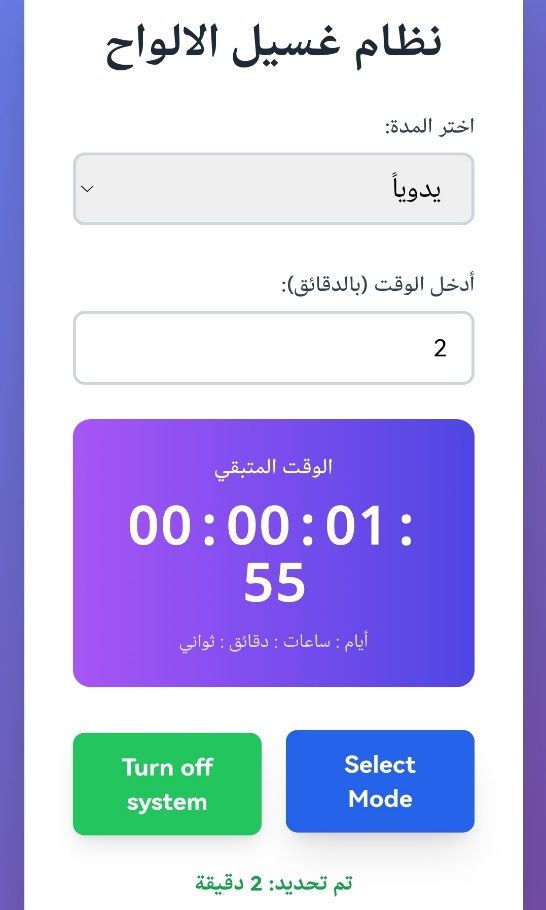 نظام غسيل الالواح
اختر المدة:
يدوياً
أدخل الوقت (بالدقائق):
2
الوقت المتبقي
00:00:01:
55
أيام : ساعات : دقائق : ثواني
Turn off
system
Select
Mode
تم تحديد: 2 دقيقة